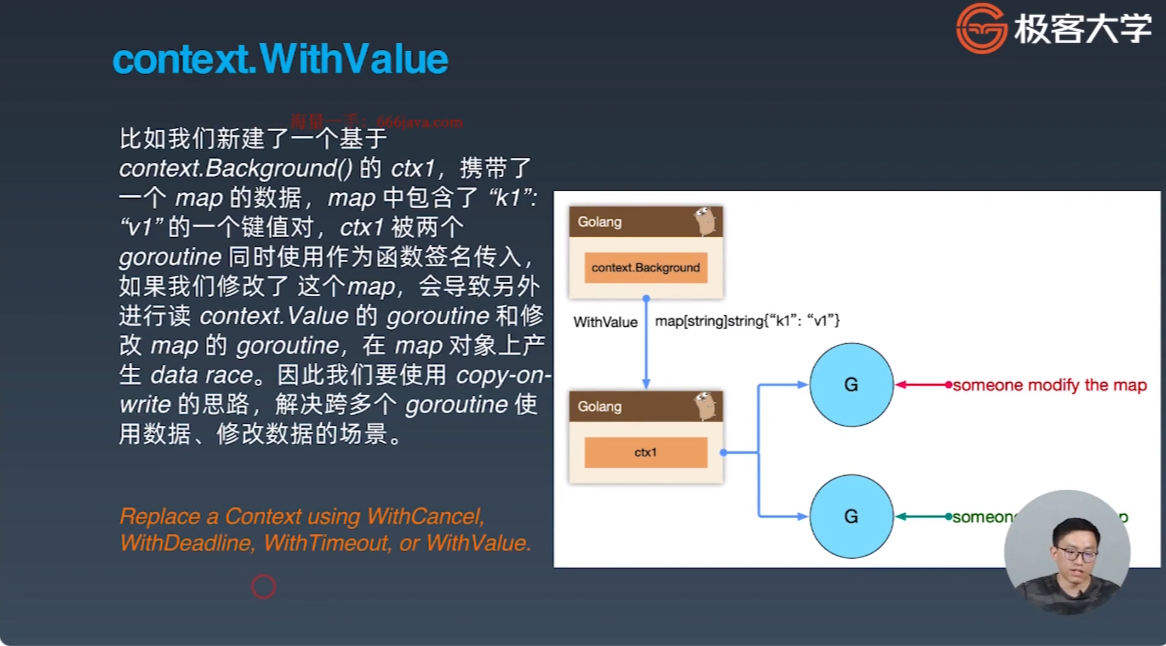 极客大学
context.WithValue
海量一手：666java.com
比如我们新建了一个基于
context.Background() 的 ctx1，携带了
一个 map 的数据，map 中包含了 “k1”:
“v1” 的一个键值对，ctx1 被两个
goroutine 同时使用作为函数签名传入，
如果我们修改了 这个map，会导致另外
进行读 context.Value 的 goroutine 和修
改 map 的 goroutine，在 map 对象上产
生 data race。因此我们要使用 copy-on-
write 的思路，解决跨多个 goroutine 使
用数据、修改数据的场景。
Replace a Context using WithCancel,
WithDeadline, WithTimeout, or WithValue.
Golang
context.Background
WithValue
map[string]string{“k1”: “v1”}
Golang
ctx1
G
someone modify the map
G